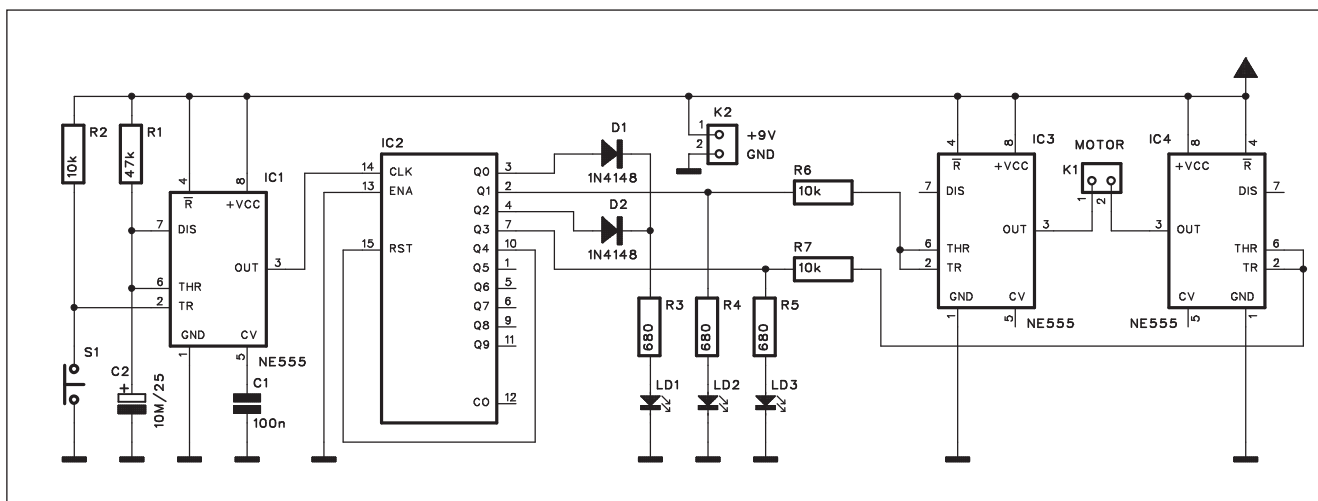 R2
10k
R1
47k
S1
C2
+
10M/25
IC1
4
8
R
+VCC
7
DIS
OUT
3
6
THR
2
TR
GND
CV
1
5
NE555
C1
100n
IC2
14
CLK
13
ENA
15
RST
Q0
3
Q1
2
Q2
4
Q3
7
Q4
10
Q5
1
Q6
5
Q7
6
Q8
9
Q9
11
CO
12
D1
1N4148
D2
1N4148
K2
1
+9V
2
GND
R3
680
R4
680
R5
680
LD1
LD2
LD3
R6
10k
R7
10k
IC3
4
8
R
+VCC
7
DIS
OUT
3
6
THR
2
TR
GND
CV
1
5
NE555
MOTOR
K1
1
2
IC4
8
4
+VCC
R
DIS
7
3
OUT
THR
6
TR
2
CV
GND
5
1
NE555